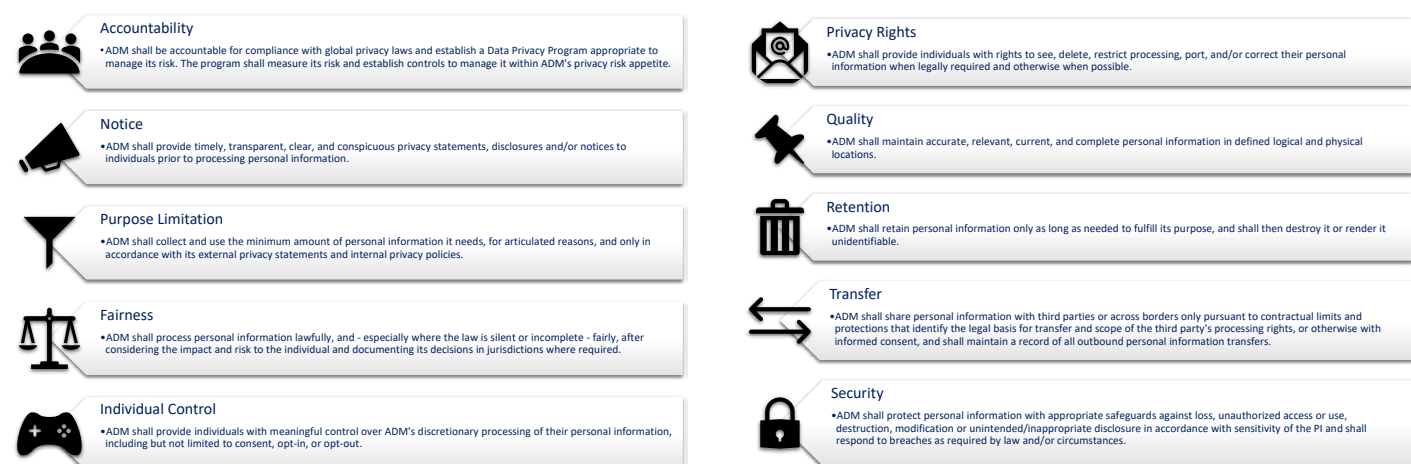 Accountability
•ADM shall be accountable for compliance with global privacy laws and establish a Data Privacy Program appropriate to
manage its risk. The program shall measure its risk and establish controls to manage it within ADM's privacy risk appetite.
Notice
•ADM shall provide timely, transparent, clear, and conspicuous privacy statements, disclosures and/or notices to
individuals prior to processing personal information.
Purpose Limitation
•ADM shall collect and use the minimum amount of personal information it needs, for articulated reasons, and only in
accordance with its external privacy statements and internal privacy policies.
Fairness
•ADM shall process personal information lawfully, and - especially where the law is silent or incomplete - fairly, after
considering the impact and risk to the individual and documenting its decisions in jurisdictions where required.
Individual Control
•ADM shall provide individuals with meaningful control over ADM's discretionary processing of their personal information,
including but not limited to consent, opt-in, or opt-out.
Privacy Rights
•ADM shall provide individuals with rights to see, delete, restrict processing, port, and/or correct their personal
information when legally required and otherwise when possible.
Quality
•ADM shall maintain accurate, relevant, current, and complete personal information in defined logical and physical
locations.
Retention
•ADM shall retain personal information only as long as needed to fulfill its purpose, and shall then destroy it or render it
unidentifiable.
Transfer
•ADM shall share personal information with third parties or across borders only pursuant to contractual limits and
protections that identify the legal basis for transfer and scope of the third party's processing rights, or otherwise with
informed consent, and shall maintain a record of all outbound personal information transfers.
Security
•ADM shall protect personal information with appropriate safeguards against loss, unauthorized access or use,
destruction, modification or unintended/inappropriate disclosure in accordance with sensitivity of the PI and shall
respond to breaches as required by law and/or circumstances.